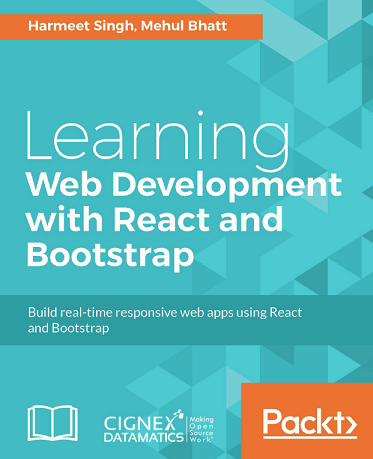 Harmeet Singh, Mehul Bhatt
Learning
Web Development
with React and
Bootstrap
Build real-time responsive web apps using React
and Bootstrap
CIGNEX
DATAMATICS
Making
Open
Source
Work®
Packt>